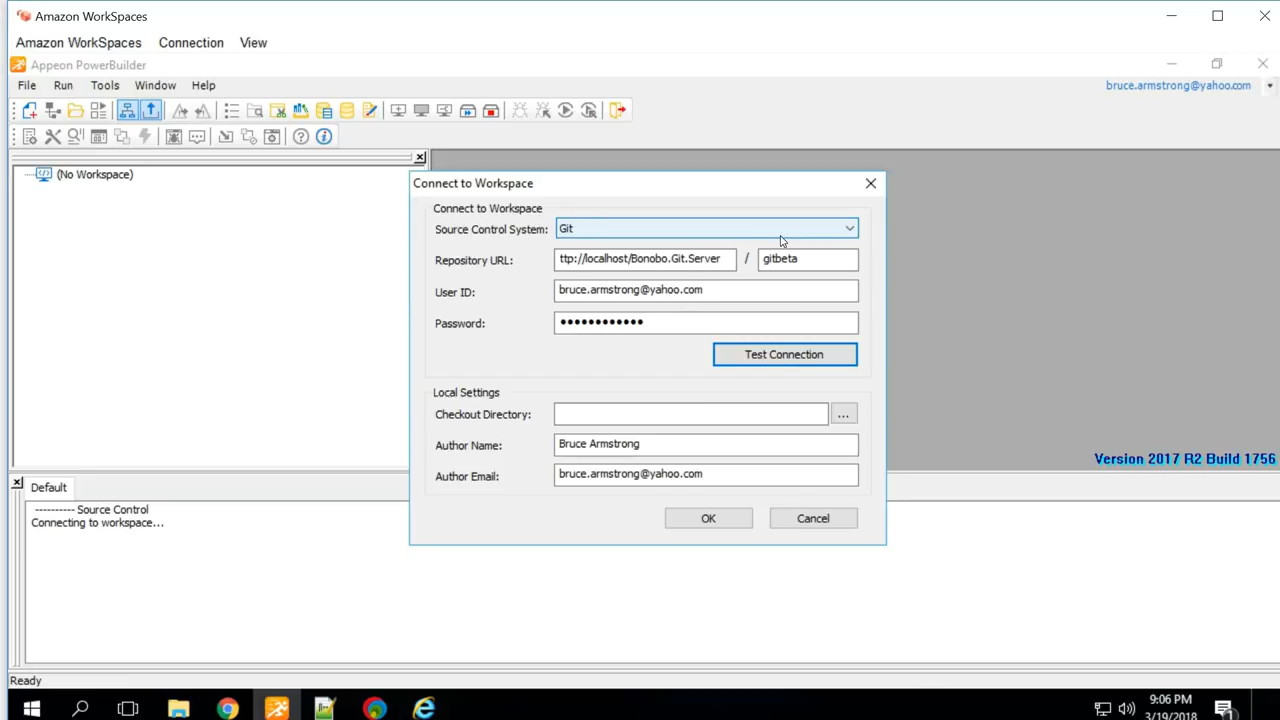 Amazon WorkSpaces
Amazon WorkSpaces Connection View
Appeon PowerBuilder
File Run Tools Window Help bruce.armstrong@yahoo.com
(No Workspace)
Connect to Workspace
Connect to Workspace
Source Control System: Git
Repository URL: ttp://localhost/Bonobo.Git.Server / gitbeta
User ID: bruce.armstrong@yahoo.com
Password: ●●●●●●●●●●●●
Test Connection
Local Settings
Checkout Directory: ...
Author Name: Bruce Armstrong
Author Email: bruce.armstrong@yahoo.com
OK Cancel
Version 2017 R2 Build 1756
Default
---------- Source Control
Connecting to workspace...
Ready
9:06 PM
3/19/2018